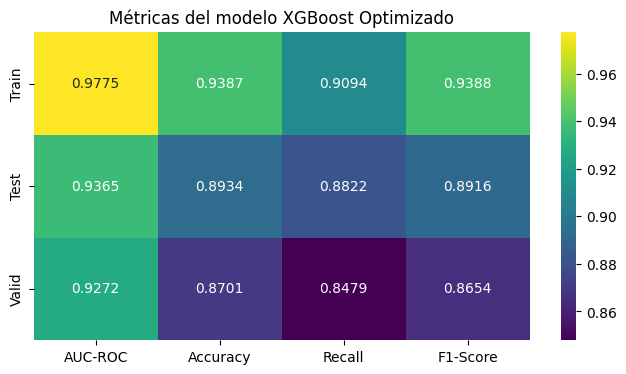 Métricas del modelo XGBoost Optimizado
Train
0.9775 0.9387 0.9094 0.9388
Test
0.9365 0.8934 0.8822 0.8916
Valid
0.9272 0.8701 0.8479 0.8654
AUC-ROC Accuracy Recall F1-Score
0.96
0.94
0.92
0.90
0.88
0.86